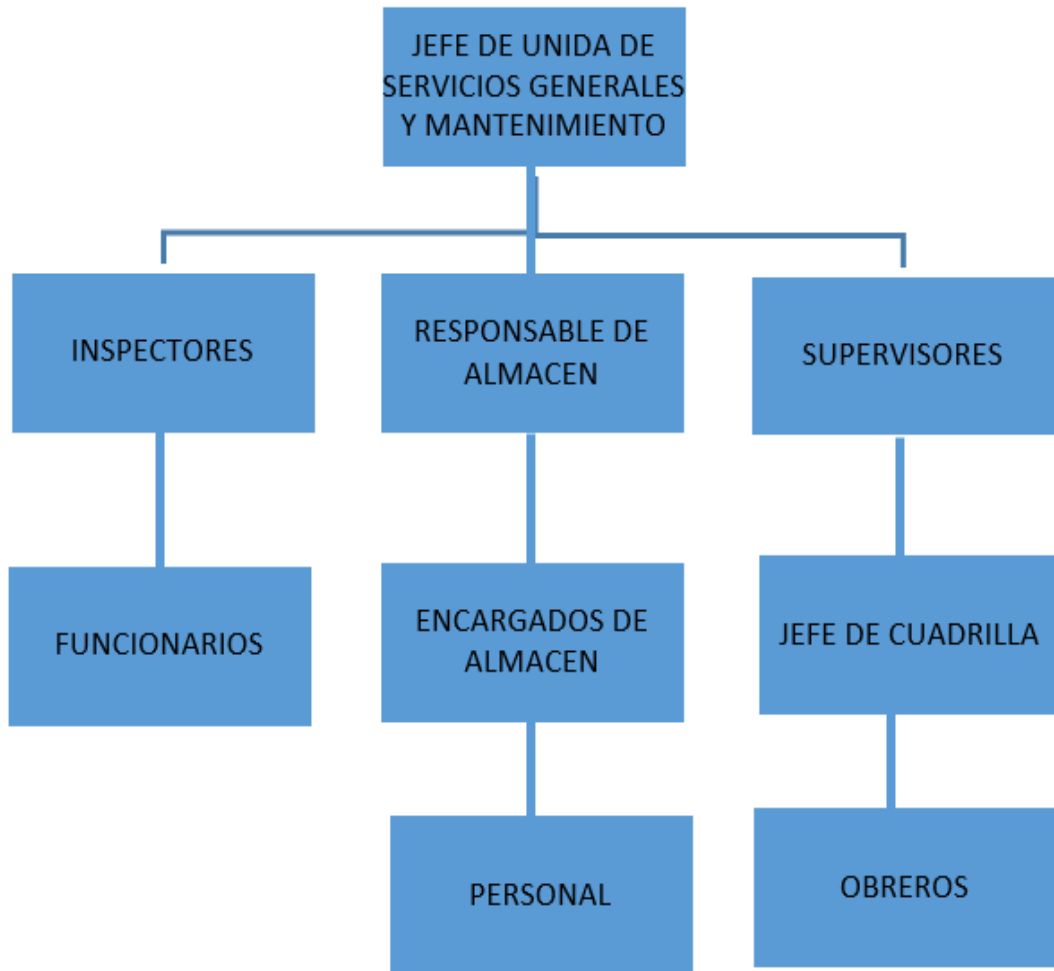 JEFE DE UNIDA DE
SERVICIOS GENERALES
Y MANTENIMIENTO
INSPECTORES
RESPONSABLE DE
ALMACEN
SUPERVISORES
FUNCIONARIOS
ENCARGADOS DE
ALMACEN
JEFE DE CUADRILLA
PERSONAL
OBREROS